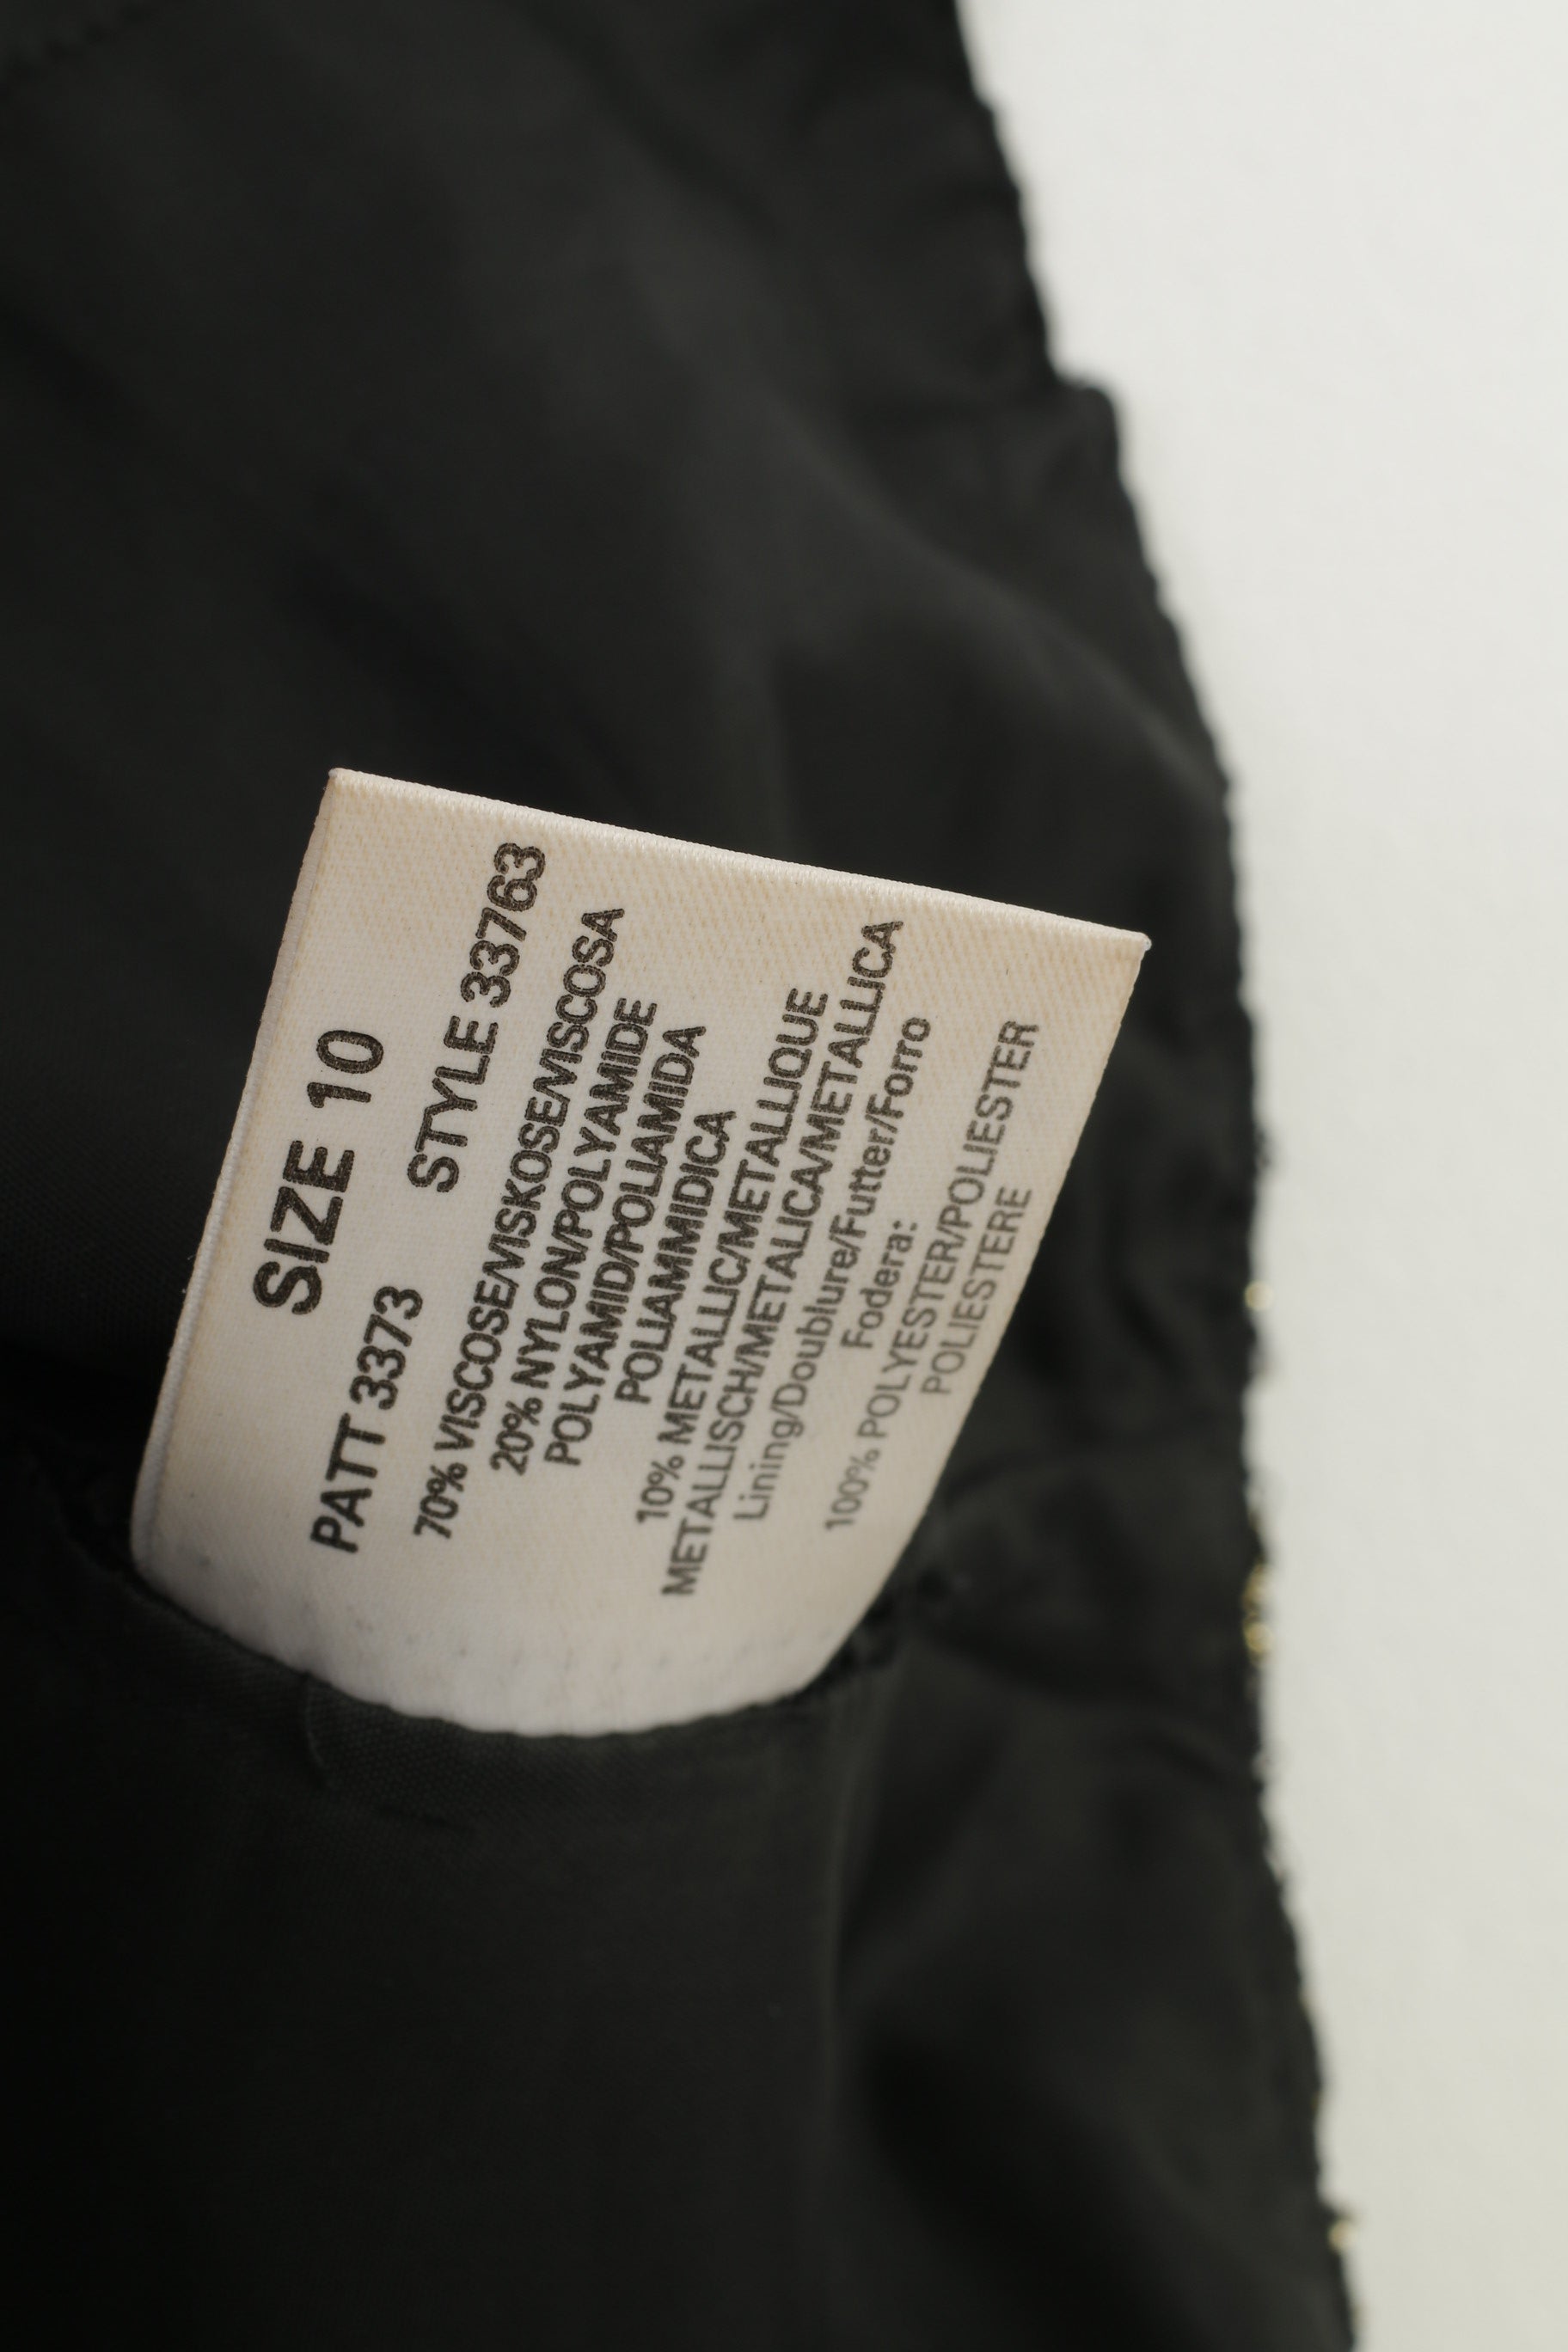 SIZE 10
PATT 3373 STYLE 33763
70% VISCOSE/VISKOSE/VISCOSA
20% NYLON/POLYAMIDE
POLYAMID/POLIAMIDA
POLIAMMIDICA
10% METALLIC/METALLIQUE
METALLISCH/METALICA/METALLICA
Lining/Doublure/Futter/Forro
Fodera:
100% POLYESTER/POLIESTER
POLIESTERE